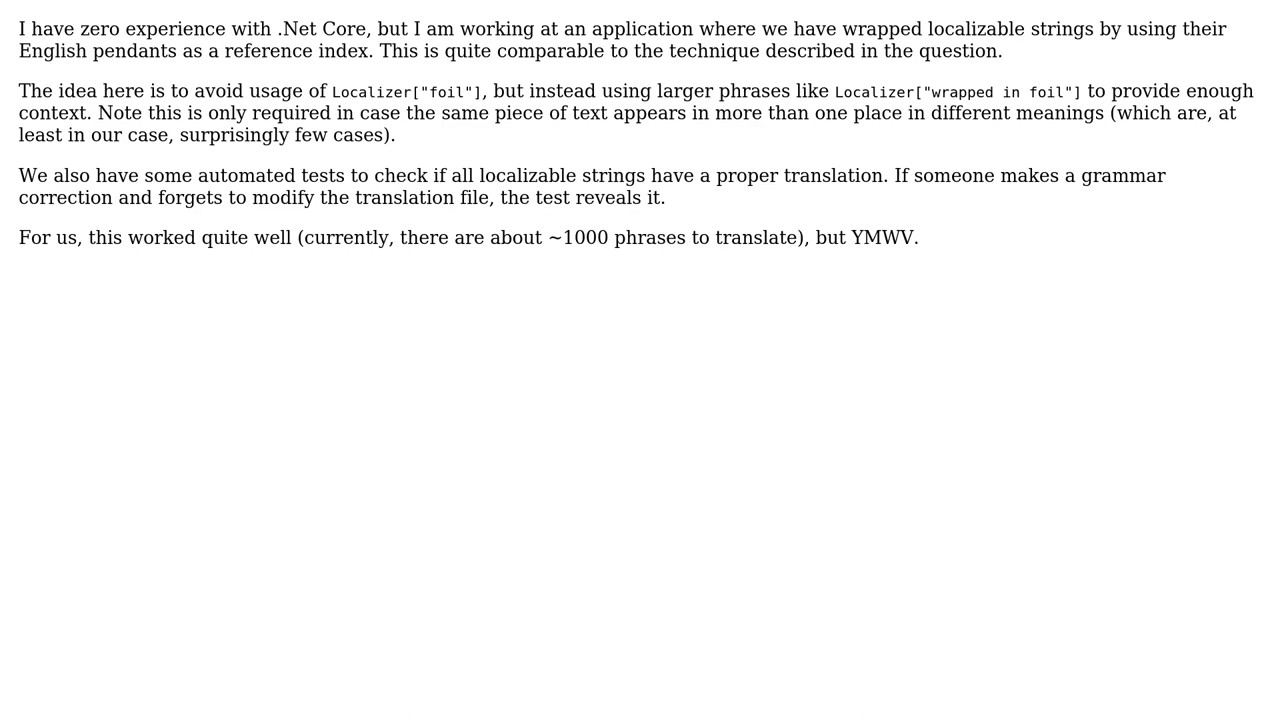 I have zero experience with .Net Core, but I am working at an application where we have wrapped localizable strings by using their
English pendants as a reference index. This is quite comparable to the technique described in the question.
The idea here is to avoid usage of Localizer["foil"], but instead using larger phrases like Localizer["wrapped in foil"] to provide enough
context. Note this is only required in case the same piece of text appears in more than one place in different meanings (which are, at
least in our case, surprisingly few cases).
We also have some automated tests to check if all localizable strings have a proper translation. If someone makes a grammar
correction and forgets to modify the translation file, the test reveals it.
For us, this worked quite well (currently, there are about ~1000 phrases to translate), but YMWV.